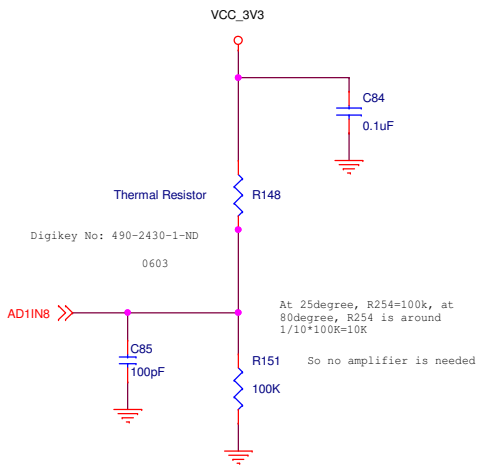 VCC_3V3
C84
0.1uF
Thermal Resistor
R148
Digikey No: 490-2430-1-ND
0603
AD1IN8
At 25degree, R254=100k, at
80degree, R254 is around
1/10*100K=10K
C85
100pF
R151
100K
So no amplifier is needed